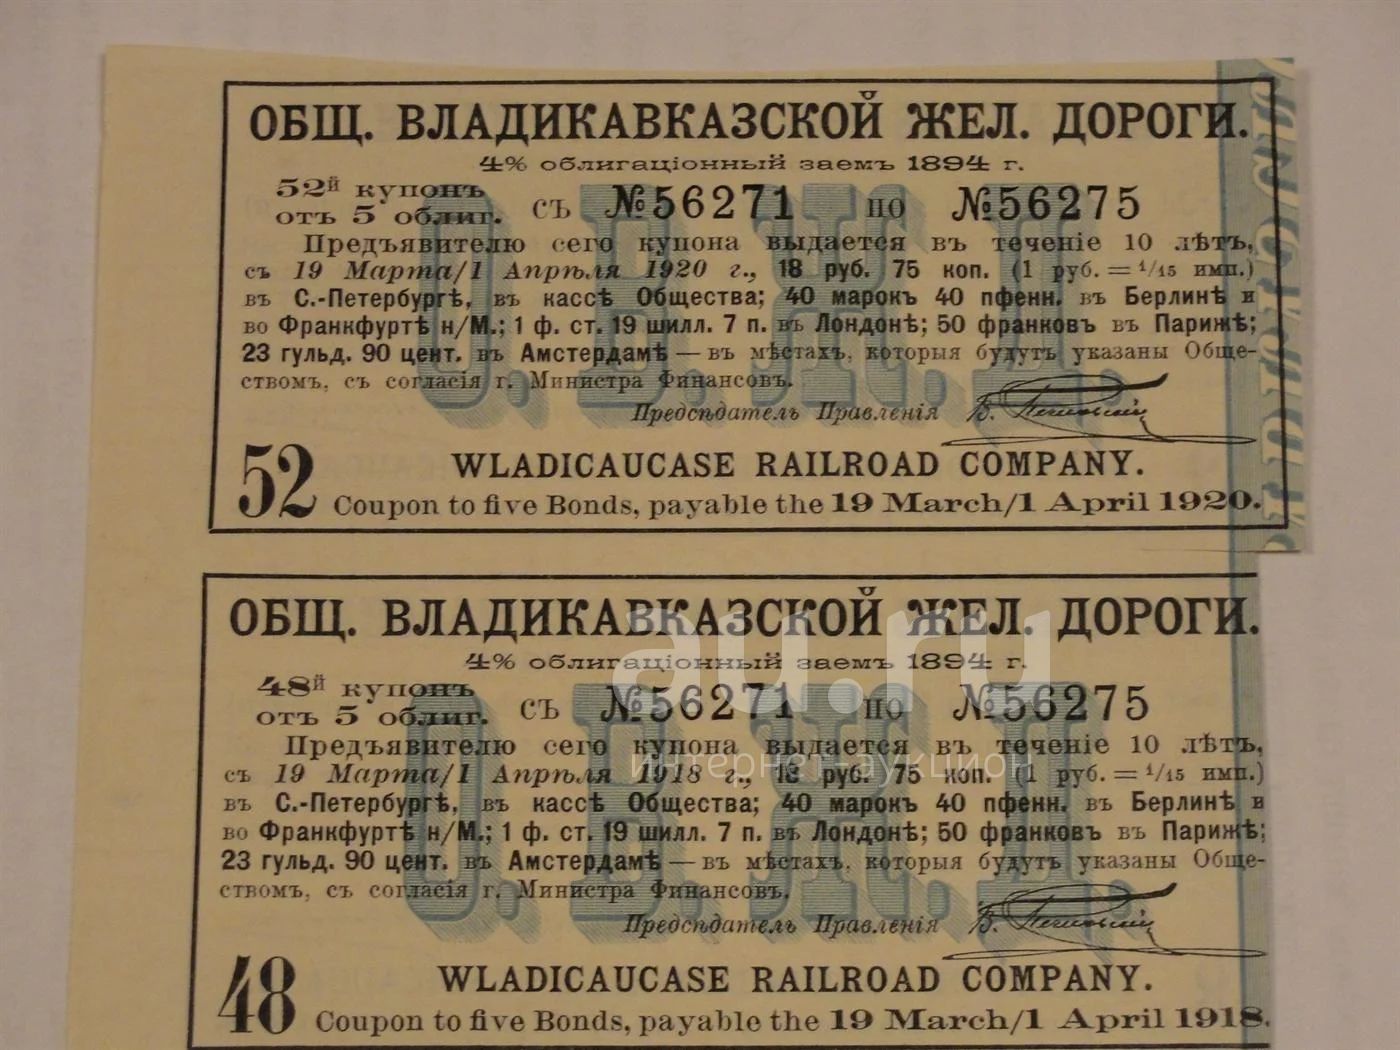 ОБЩ. ВЛАДИКАВКАЗСКОЙ ЖЕЛ. ДОРОГИ.
4% облигаціонный заемъ 1894 г.
52й купонъ
отъ 5 облиг. съ №56271 по №56275
Предъявителю сего купона выдается въ теченіе 10 лѣтъ,
съ 19 Марта/1 Апрѣля 1920 г., 18 руб. 75 коп. (1 руб. = 1/15 имп.)
въ С.-Петербургѣ, въ кассѣ Общества; 40 марокъ 40 пфенн. въ Берлинѣ и
во Франкфуртѣ н/М.; 1 ф. ст. 19 шилл. 7 п. въ Лондонѣ; 50 франковъ въ Парижѣ;
23 гульд. 90 цент. въ Амстердамѣ — въ мѣстахъ, которыя будутъ указаны Обще-
ствомъ, съ согласія г. Министра Финансовъ.
Предсѣдатель Правленія
52 WLADICAUCASE RAILROAD COMPANY.
Coupon to five Bonds, payable the 19 March/1 April 1920.
ОБЩ. ВЛАДИКАВКАЗСКОЙ ЖЕЛ. ДОРОГИ.
4% облигаціонный заемъ 1894 г.
48й купонъ
отъ 5 облиг. съ №56271 по №56275
Предъявителю сего купона выдается въ теченіе 10 лѣтъ,
съ 19 Марта/1 Апрѣля 1918 г., 18 руб. 75 коп. (1 руб. = 1/15 имп.)
въ С.-Петербургѣ, въ кассѣ Общества; 40 марокъ 40 пфенн. въ Берлинѣ и
во Франкфуртѣ н/М.; 1 ф. ст. 19 шилл. 7 п. въ Лондонѣ; 50 франковъ въ Парижѣ;
23 гульд. 90 цент. въ Амстердамѣ — въ мѣстахъ, которыя будутъ указаны Обще-
ствомъ, съ согласія г. Министра Финансовъ.
Предсѣдатель Правленія
48 WLADICAUCASE RAILROAD COMPANY.
Coupon to five Bonds, payable the 19 March/1 April 1918.
О.В.Ж.Д.
О.В.Ж.Д.
au.ru
интернет-аукцион